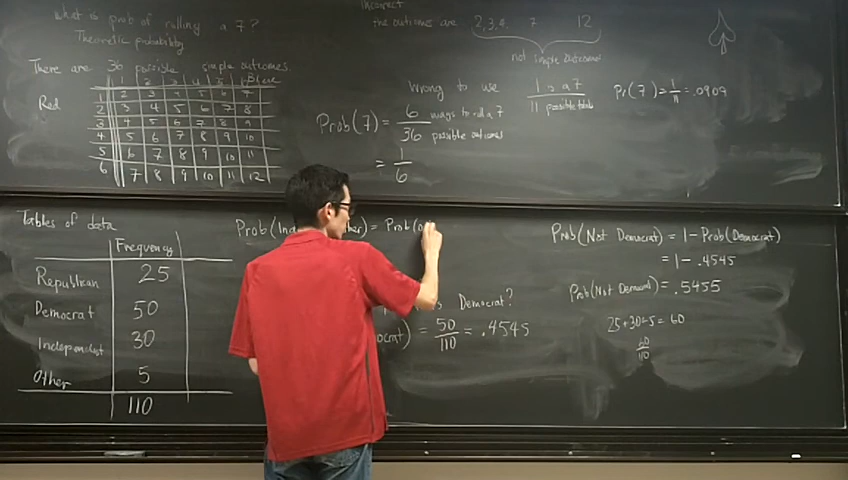 what is prob of rolling a 7?
Theoretic probability
There are 36 possible simple outcomes.
Blue
Red
1 2 3 4 5 6
1 2 3 4 5 6 7
2 3 4 5 6 7 8
3 4 5 6 7 8 9
4 5 6 7 8 9 10
5 6 7 8 9 10 11
6 7 8 9 10 11 12
Prob(7) = 6 ways to roll a 7
36 possible outcomes
= 1
6
Incorrect
the outcomes are 2,3,4, 7 12
not simple outcomes
Wrong to use 1 a 7
11 possible totals
Pr(7) = 1/11 = .0909
Tables of data
Frequency
Republican 25
Democrat 50
Independent 30
Other 5
110
Prob( = Prob(
Democrat?
ocrat) = 50/110 = .4545
Prob(Not Democrat) = 1 - Prob(Democrat)
= 1 - .4545
Prob(Not Democrat) = .5455
25+30+5 = 60
60
110